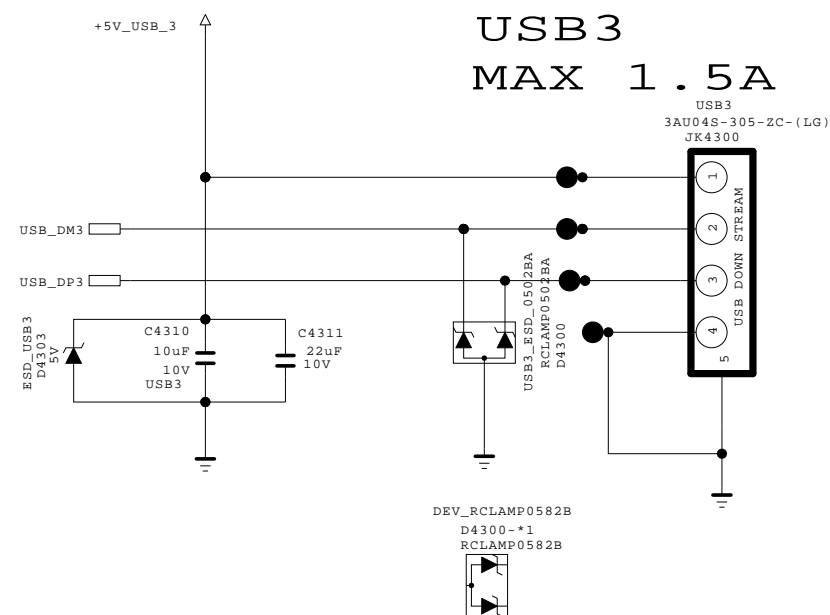 +5V_USB_3
USB3
MAX 1.5A
USB3
3AU04S-305-ZC-(LG)
JK4300
1
USB_DM3
2
USB_DP3
3
4
5
USB DOWN STREAM
ESD_USB3
D4303
5V
C4310
10uF
10V
USB3
C4311
22uF
10V
USB3_ESD_0502BA
RCLAMP0502BA
D4300
DEV_RCLAMP0582B
D4300-*1
RCLAMP0582B